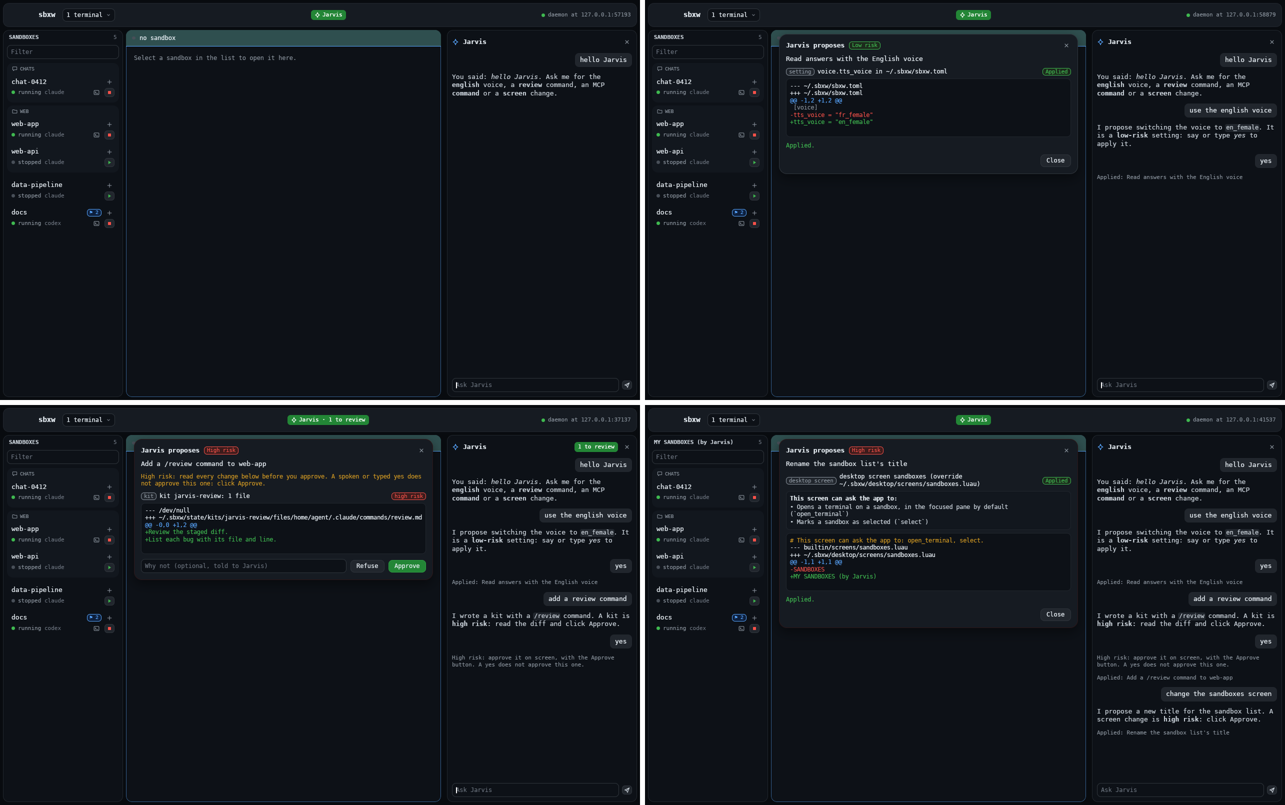 sbxw
1 terminal
Jarvis
daemon at 127.0.0.1:57193
SANDBOXES 5
Filter
CHATS
chat-0412 +
running claude
WEB
web-app +
running claude
web-api +
stopped claude
data-pipeline +
stopped claude
docs 2 +
running codex
no sandbox
Select a sandbox in the list to open it here.
Jarvis ×
hello Jarvis
You said: hello Jarvis. Ask me for the
english voice, a review command, an MCP
command or a screen change.
Ask Jarvis
sbxw
1 terminal
Jarvis
daemon at 127.0.0.1:58879
SANDBOXES 5
Filter
CHATS
chat-0412 +
running claude
WEB
web-app +
running claude
web-api +
stopped claude
data-pipeline +
stopped claude
docs 2 +
running codex
Jarvis proposes Low risk ×
Read answers with the English voice
setting voice.tts_voice in ~/.sbxw/sbxw.toml Applied
--- ~/.sbxw/sbxw.toml
+++ ~/.sbxw/sbxw.toml
@@ -1,2 +1,2 @@
[voice]
-tts_voice = "fr_female"
+tts_voice = "en_female"
Applied.
Close
Jarvis ×
hello Jarvis
You said: hello Jarvis. Ask me for the
english voice, a review command, an MCP
command or a screen change.
use the english voice
I propose switching the voice to en_female. It
is a low-risk setting: say or type yes to
apply it.
yes
Applied: Read answers with the English voice
Ask Jarvis
sbxw
1 terminal
Jarvis · 1 to review
daemon at 127.0.0.1:37137
SANDBOXES 5
Filter
CHATS
chat-0412 +
running claude
WEB
web-app +
running claude
web-api +
stopped claude
data-pipeline +
stopped claude
docs 2 +
running codex
Jarvis proposes High risk ×
Add a /review command to web-app
High risk: read every change below before you approve. A spoken or typed yes does
not approve this one: click Approve.
kit kit jarvis-review: 1 file high risk
--- /dev/null
+++ ~/.sbxw/state/kits/jarvis-review/files/home/agent/.claude/commands/review.md
@@ -0,0 +1,2 @@
+Review the staged diff.
+List each bug with its file and line.
Why not (optional, told to Jarvis)
Refuse
Approve
Jarvis 1 to review ×
hello Jarvis
You said: hello Jarvis. Ask me for the
english voice, a review command, an MCP
command or a screen change.
use the english voice
I propose switching the voice to en_female. It
is a low-risk setting: say or type yes to
apply it.
yes
Applied: Read answers with the English voice
add a review command
I wrote a kit with a /review command. A kit is
high risk: read the diff and click Approve.
yes
High risk: approve it on screen, with the Approve
button. A yes does not approve this one.
Ask Jarvis
sbxw
1 terminal
Jarvis
daemon at 127.0.0.1:41537
MY SANDBOXES (by Jarvis) 5
Filter
CHATS
chat-0412 +
running claude
WEB
web-app +
running claude
web-api +
stopped claude
data-pipeline +
stopped claude
docs 2 +
running codex
Jarvis proposes High risk ×
Rename the sandbox list's title
desktop screen desktop screen sandboxes (override
~/.sbxw/desktop/screens/sandboxes.luau) Applied
This screen can ask the app to:
• Opens a terminal on a sandbox, in the focused pane by default
(`open_terminal`)
• Marks a sandbox as selected (`select`)
# This screen can ask the app to: open_terminal, select.
--- builtin/screens/sandboxes.luau
+++ ~/.sbxw/desktop/screens/sandboxes.luau
@@ -1,1 +1,1 @@
-SANDBOXES
+MY SANDBOXES (by Jarvis)
Applied.
Close
Jarvis ×
hello Jarvis
You said: hello Jarvis. Ask me for the
english voice, a review command, an MCP
command or a screen change.
use the english voice
I propose switching the voice to en_female. It
is a low-risk setting: say or type yes to
apply it.
yes
Applied: Read answers with the English voice
add a review command
I wrote a kit with a /review command. A kit is
high risk: read the diff and click Approve.
yes
High risk: approve it on screen, with the Approve
button. A yes does not approve this one.
Applied: Add a /review command to web-app
change the sandboxes screen
I propose a new title for the sandbox list. A
screen change is high risk: click Approve.
Applied: Rename the sandbox list's title
Ask Jarvis